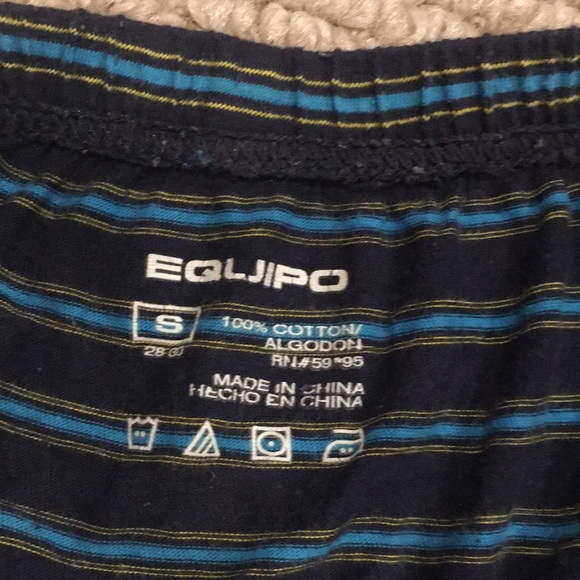 EQUIPO
S
28-30
100% COTTON/
ALGODON
MADE IN CHINA
HECHO EN CHINA